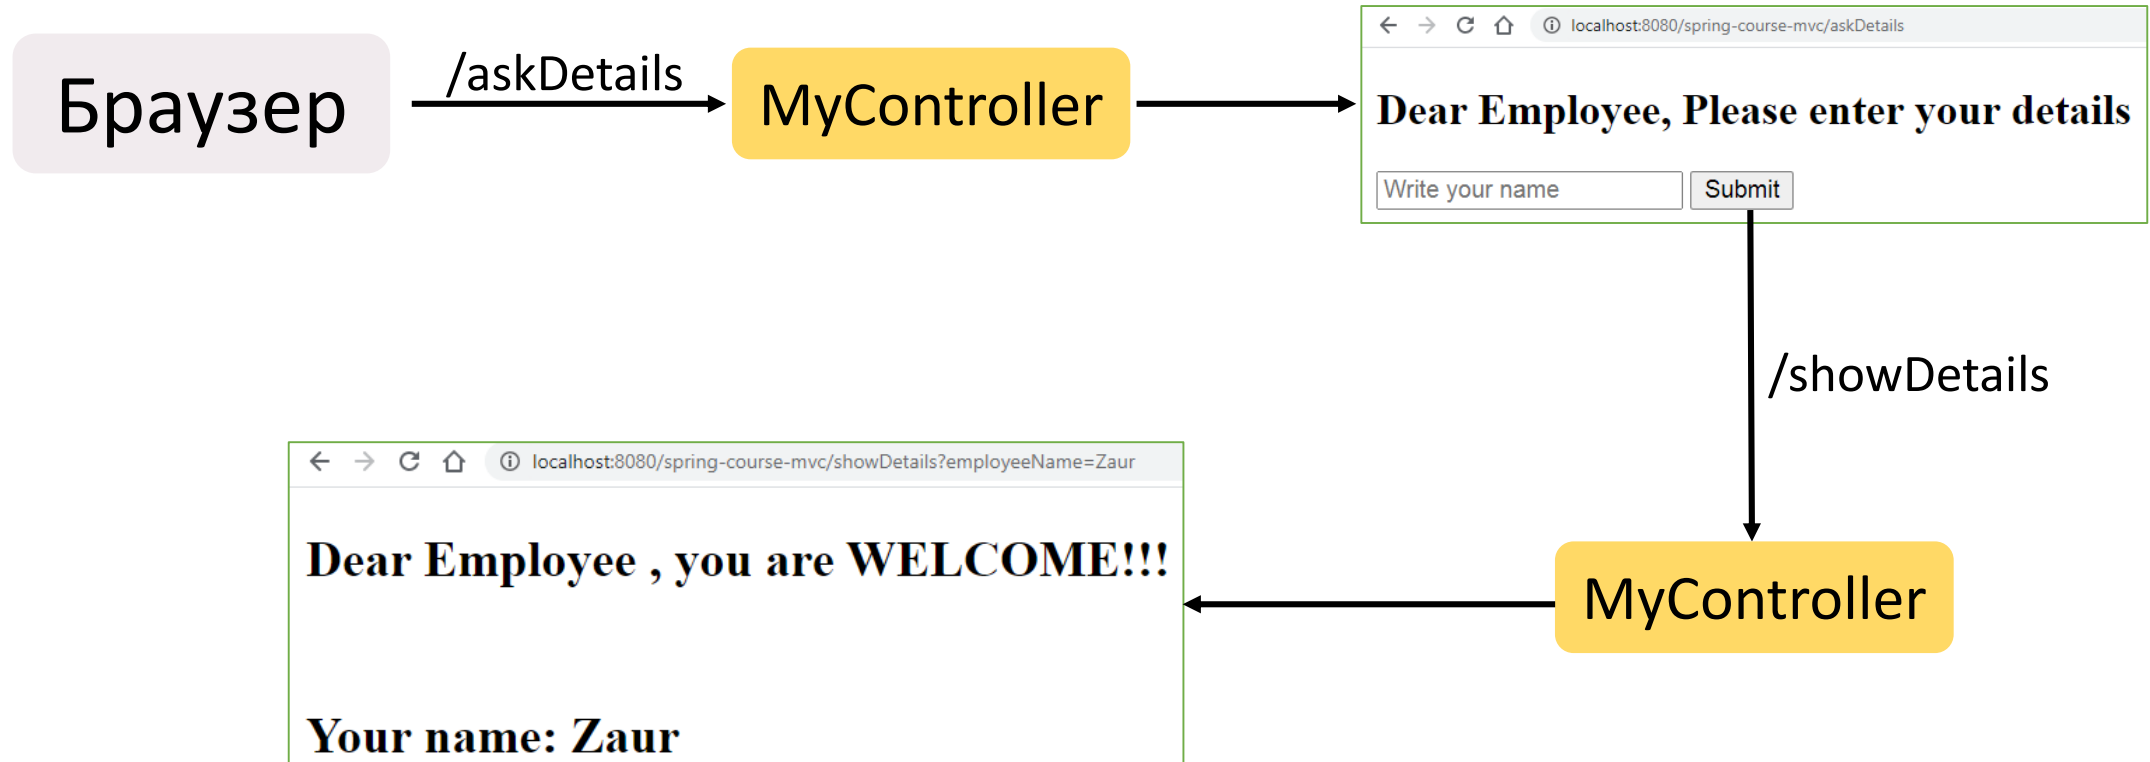 Браузер
/askDetails
MyController
localhost:8080/spring-course-mvc/askDetails
Dear Employee, Please enter your details
Write your name
Submit
/showDetails
MyController
localhost:8080/spring-course-mvc/showDetails?employeeName=Zaur
Dear Employee , you are WELCOME!!!
Your name: Zaur